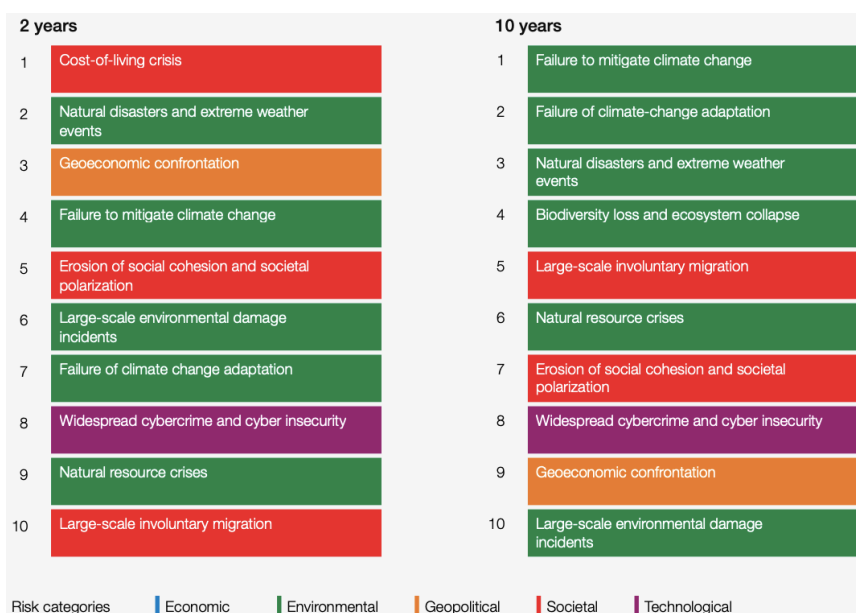 2 years
1
Cost-of-living crisis
2
Natural disasters and extreme weather
events
3
Geoeconomic confrontation
4
Failure to mitigate climate change
5
Erosion of social cohesion and societal
polarization
6
Large-scale environmental damage
incidents
7
Failure of climate change adaptation
8
Widespread cybercrime and cyber insecurity
9
Natural resource crises
10
Large-scale involuntary migration
10 years
1
Failure to mitigate climate change
2
Failure of climate-change adaptation
3
Natural disasters and extreme weather
events
4
Biodiversity loss and ecosystem collapse
5
Large-scale involuntary migration
6
Natural resource crises
7
Erosion of social cohesion and societal
polarization
8
Widespread cybercrime and cyber insecurity
9
Geoeconomic confrontation
10
Large-scale environmental damage
incidents
Risk categories Economic Environmental Geopolitical Societal Technological